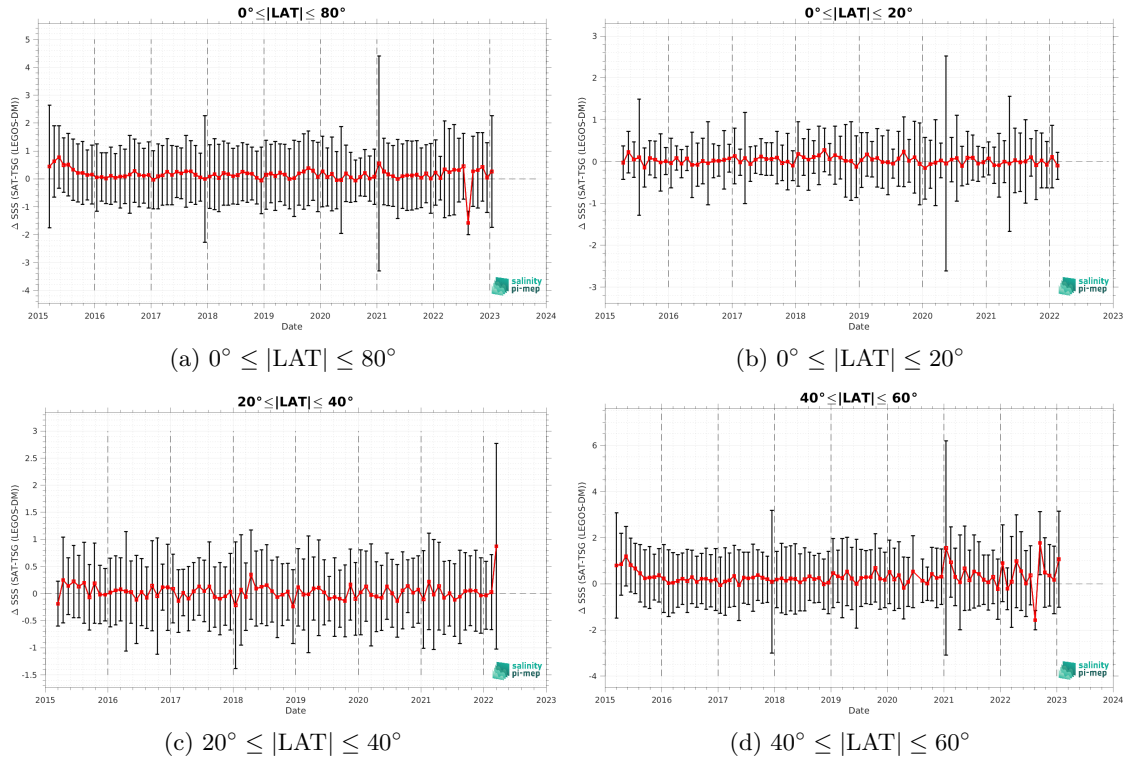 0°≤|LAT|≤ 80°
Δ SSS (SAT-TSG (LEGOS-DM))
5
4
3
2
1
0
-1
-2
-3
-4
2015 2016 2017 2018 2019 2020 2021 2022 2023 2024
Date
salinity
pi-mep
(a) 0° ≤ |LAT| ≤ 80°
0°≤|LAT|≤ 20°
Δ SSS (SAT-TSG (LEGOS-DM))
3
2
1
0
-1
-2
-3
2015 2016 2017 2018 2019 2020 2021 2022 2023
Date
salinity
pi-mep
(b) 0° ≤ |LAT| ≤ 20°
20°≤|LAT|≤ 40°
Δ SSS (SAT-TSG (LEGOS-DM))
3
2.5
2
1.5
1
0.5
0
-0.5
-1
-1.5
2015 2016 2017 2018 2019 2020 2021 2022 2023
Date
salinity
pi-mep
(c) 20° ≤ |LAT| ≤ 40°
40°≤|LAT|≤ 60°
Δ SSS (SAT-TSG (LEGOS-DM))
6
4
2
0
-2
-4
2015 2016 2017 2018 2019 2020 2021 2022 2023 2024
Date
salinity
pi-mep
(d) 40° ≤ |LAT| ≤ 60°